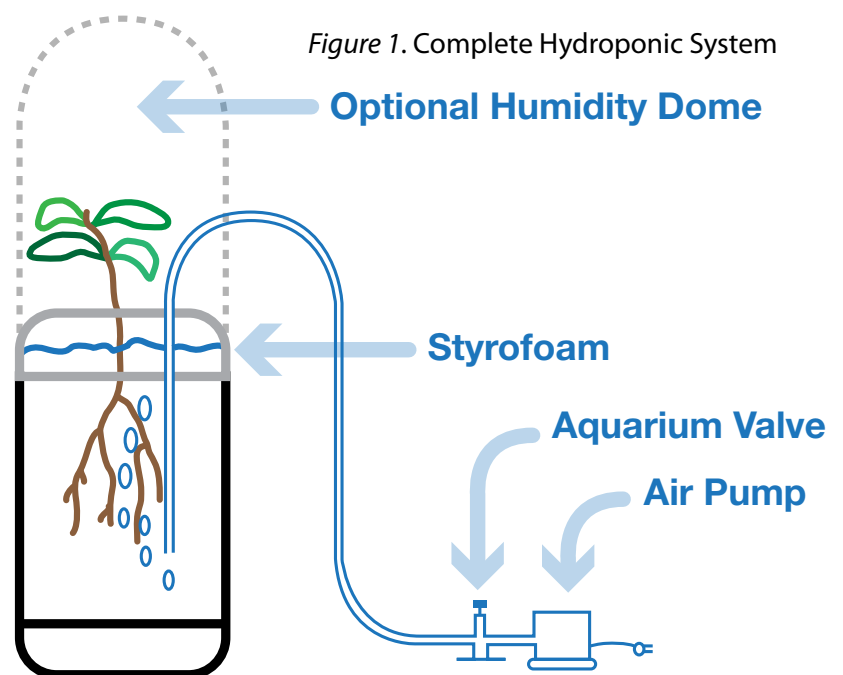 Figure 1. Complete Hydroponic System
Optional Humidity Dome
Styrofoam
Aquarium Valve
Air Pump